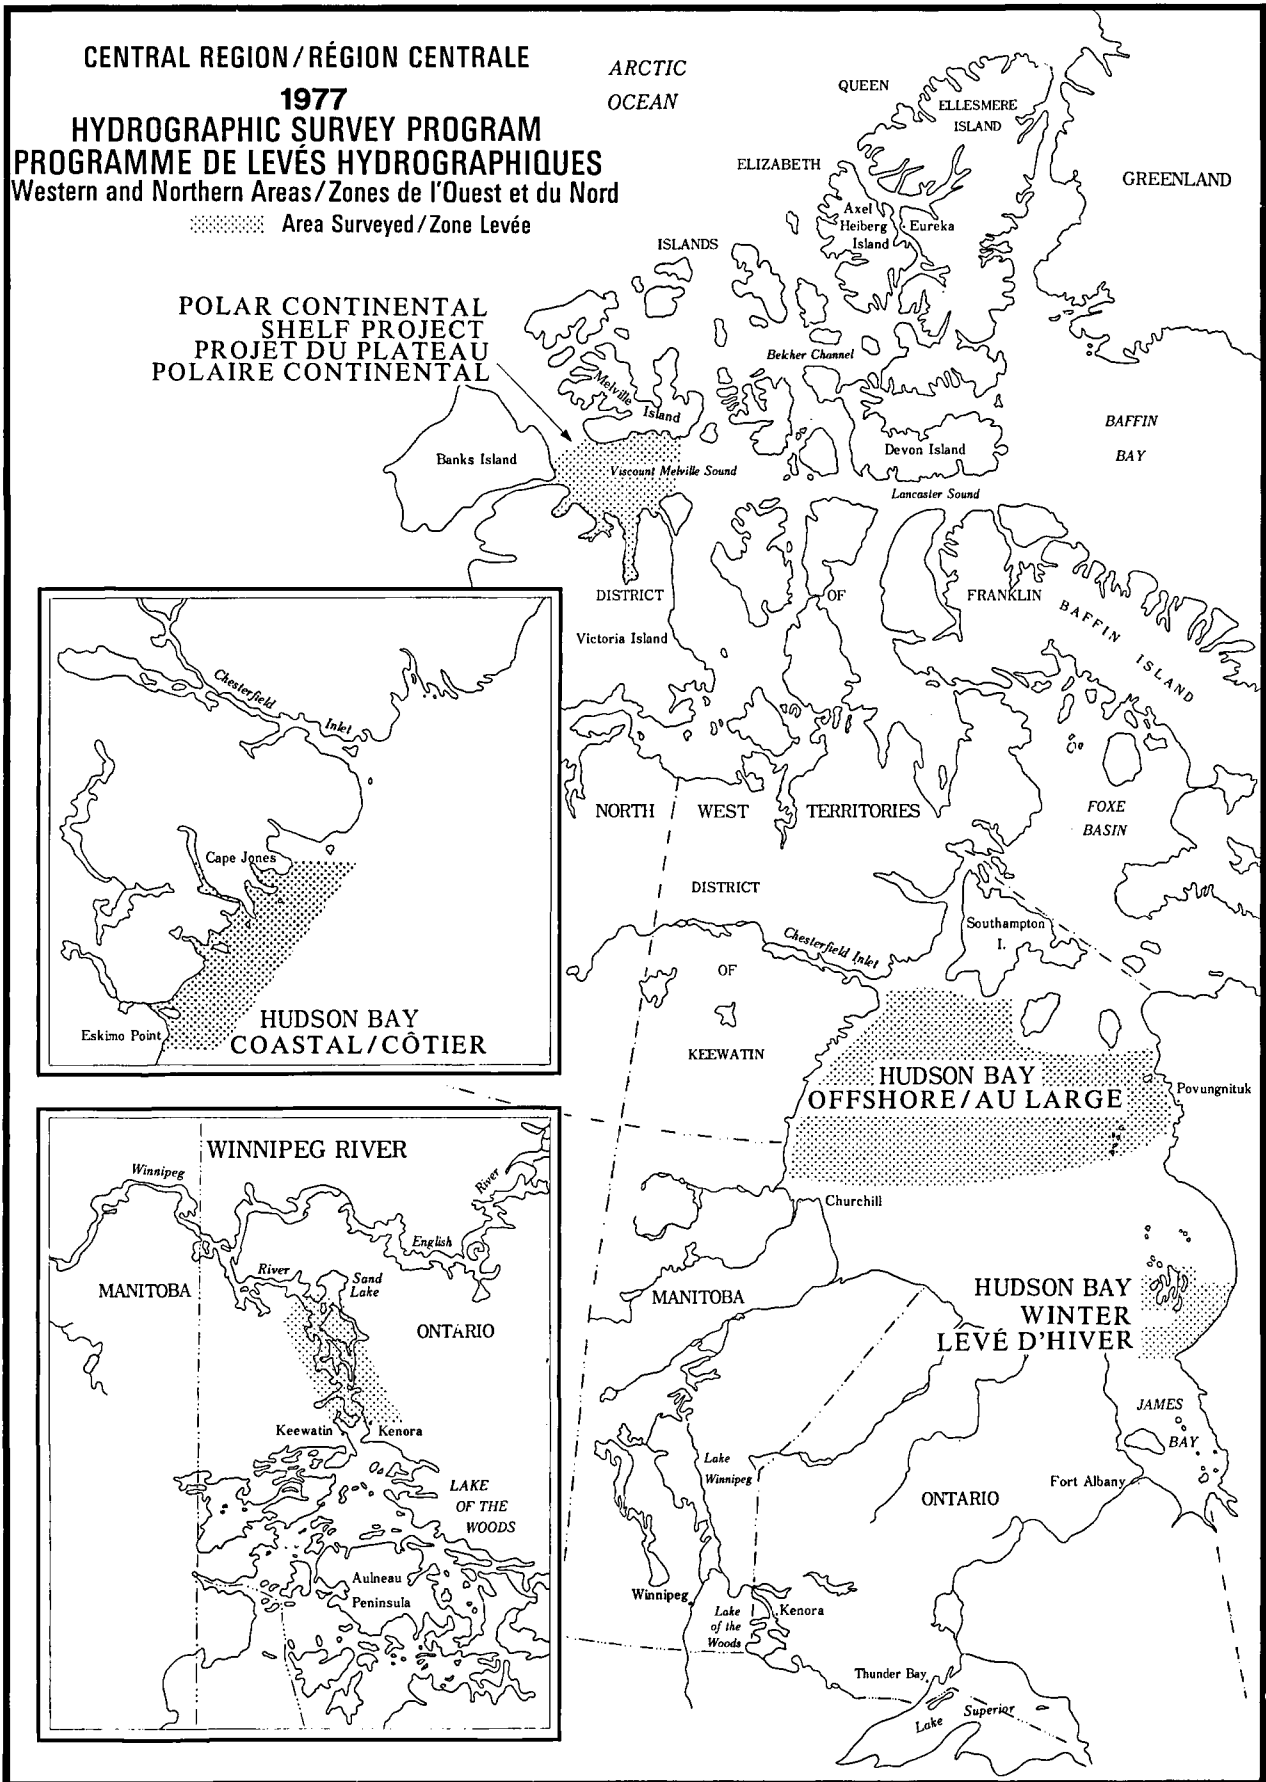 CENTRAL REGION/RÉGION CENTRALE
1977
HYDROGRAPHIC SURVEY PROGRAM
PROGRAMME DE LEVÉS HYDROGRAPHIQUES
Western and Northern Areas/Zones de l'Ouest et du Nord
Area Surveyed/Zone Levée
ARCTIC
OCEAN
QUEEN
ELIZABETH
ISLANDS
ELLESMERE
ISLAND
GREENLAND
Axel
Heiberg
Island
Eureka
POLAR CONTINENTAL
SHELF PROJECT
PROJET DU PLATEAU
POLAIRE CONTINENTAL
Belcher Channel
Melville
Island
Banks Island
Viscount Melville Sound
Devon Island
Lancaster Sound
BAFFIN
BAY
DISTRICT
OF
FRANKLIN
BAFFIN
ISLAND
Victoria Island
NORTH
WEST
TERRITORIES
FOXE
BASIN
DISTRICT
OF
KEEWATIN
Chesterfield Inlet
Southampton
I.
HUDSON BAY
OFFSHORE/AU LARGE
Povungnituk
Churchill
MANITOBA
HUDSON BAY
WINTER
LEVÉ D'HIVER
JAMES
BAY
Fort Albany
ONTARIO
Lake
Winnipeg
Winnipeg
Lake
of the
Woods
Kenora
Thunder Bay
Lake
Superior
Chesterfield
Inlet
Cape Jones
Eskimo Point
HUDSON BAY
COASTAL/CÔTIER
WINNIPEG RIVER
Winnipeg
River
English
River
Sand
Lake
MANITOBA
ONTARIO
Keewatin
Kenora
LAKE
OF THE
WOODS
Aulneau
Peninsula